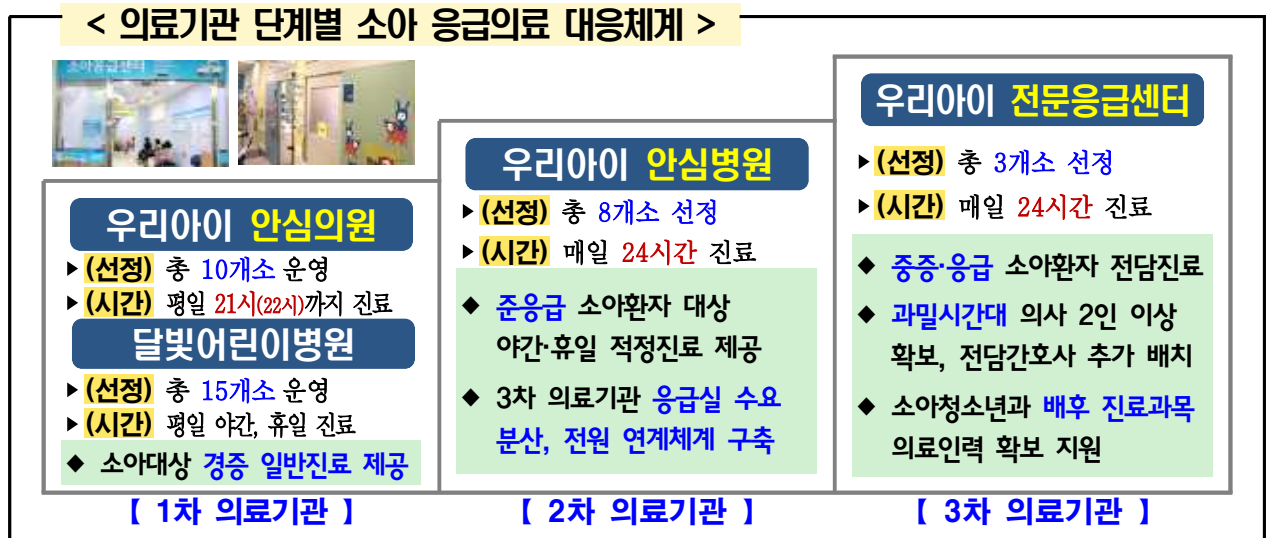 < 의료기관 단계별 소아 응급의료 대응체계 >
소아응급센터
우리아이 안심의원
▸(선정) 총 10개소 운영
▸(시간) 평일 21시(22시)까지 진료
달빛어린이병원
▸(선정) 총 15개소 운영
▸(시간) 평일 야간, 휴일 진료
◆ 소아대상 경증 일반진료 제공
【 1차 의료기관 】
우리아이 안심병원
▸(선정) 총 8개소 선정
▸(시간) 매일 24시간 진료
◆ 준응급 소아환자 대상
야간·휴일 적정진료 제공
◆ 3차 의료기관 응급실 수요
분산, 전원 연계체계 구축
【 2차 의료기관 】
우리아이 전문응급센터
▸(선정) 총 3개소 선정
▸(시간) 매일 24시간 진료
◆ 중증·응급 소아환자 전담진료
◆ 과밀시간대 의사 2인 이상
확보, 전담간호사 추가 배치
◆ 소아청소년과 배후 진료과목
의료인력 확보 지원
【 3차 의료기관 】